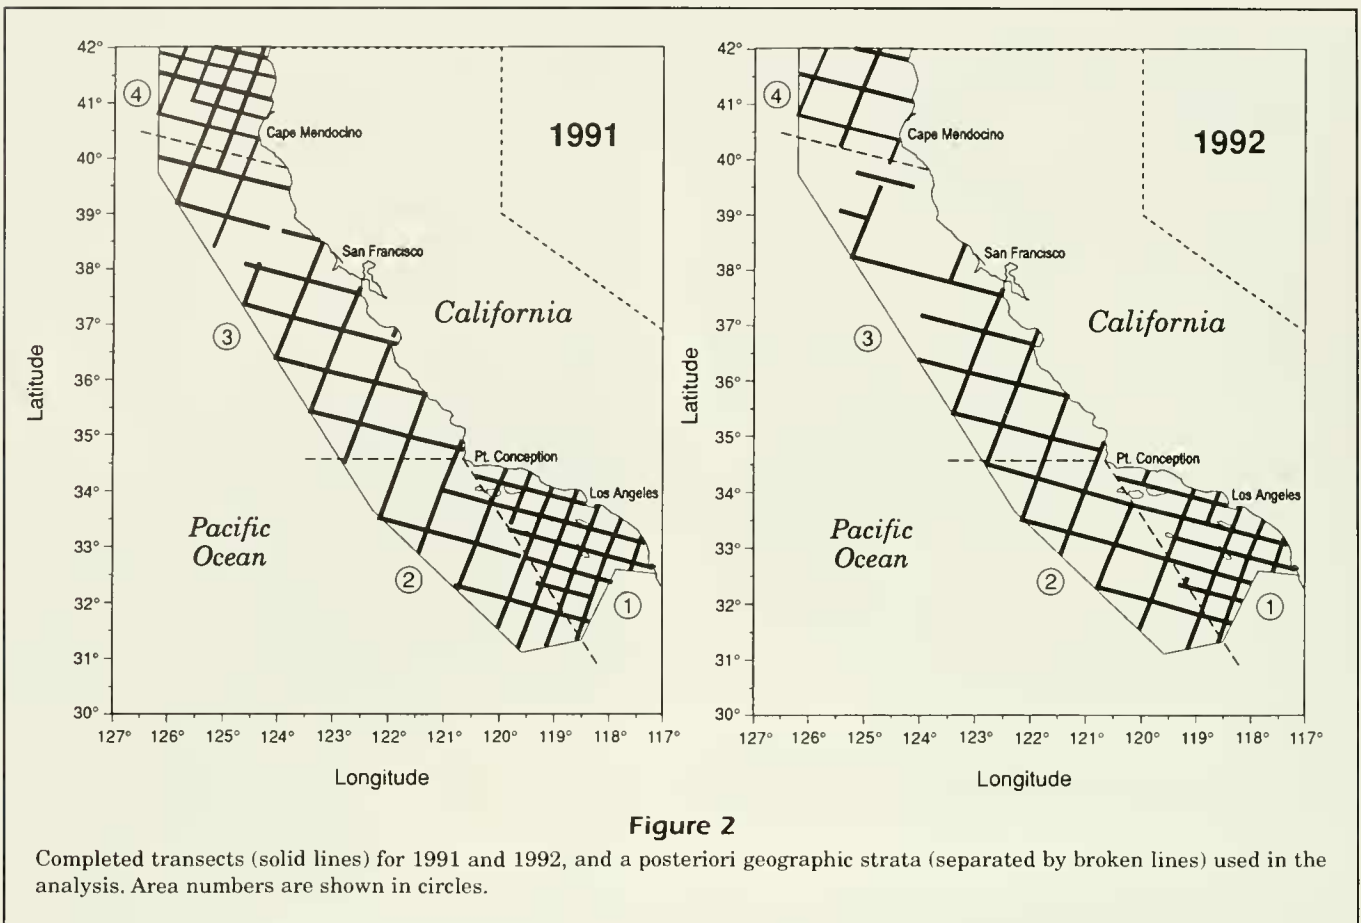 42°
41°
40°
39°
38°
37°
36°
35°
34°
33°
32°
31°
30°
127°
126°
125°
124°
123°
122°
121°
120°
119°
118°
117°
Latitude
Longitude
1991
4
3
2
1
Cape Mendocino
San Francisco
California
Pt. Conception
Los Angeles
Pacific
Ocean
42°
41°
40°
39°
38°
37°
36°
35°
34°
33°
32°
31°
30°
127°
126°
125°
124°
123°
122°
121°
120°
119°
118°
117°
Latitude
Longitude
1992
4
3
2
1
Cape Mendocino
San Francisco
California
Pt. Conception
Los Angeles
Pacific
Ocean
Figure 2
Completed transects (solid lines) for 1991 and 1992, and a posteriori geographic strata (separated by broken lines) used in the
analysis. Area numbers are shown in circles.